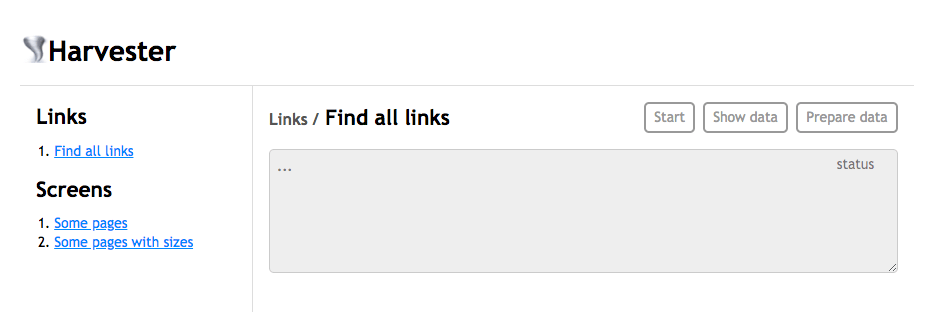 Harvester
Links
1. Find all links
Screens
1. Some pages
2. Some pages with sizes
Links / Find all links
Start
Show data
Prepare data
...
status